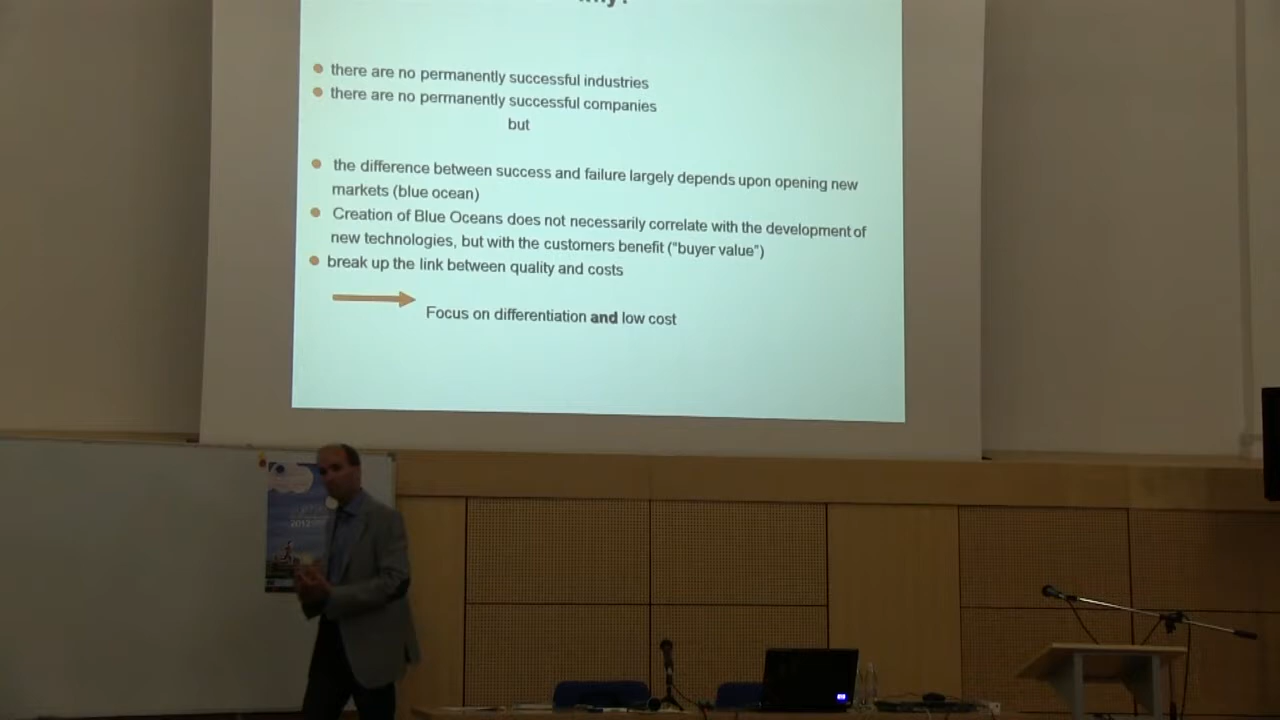 there are no permanently successful industries
there are no permanently successful companies
but
the difference between success and failure largely depends upon opening new
markets (blue ocean)
Creation of Blue Oceans does not necessarily correlate with the development of
new technologies, but with the customers benefit ("buyer value")
break up the link between quality and costs
Focus on differentiation and low cost
2012